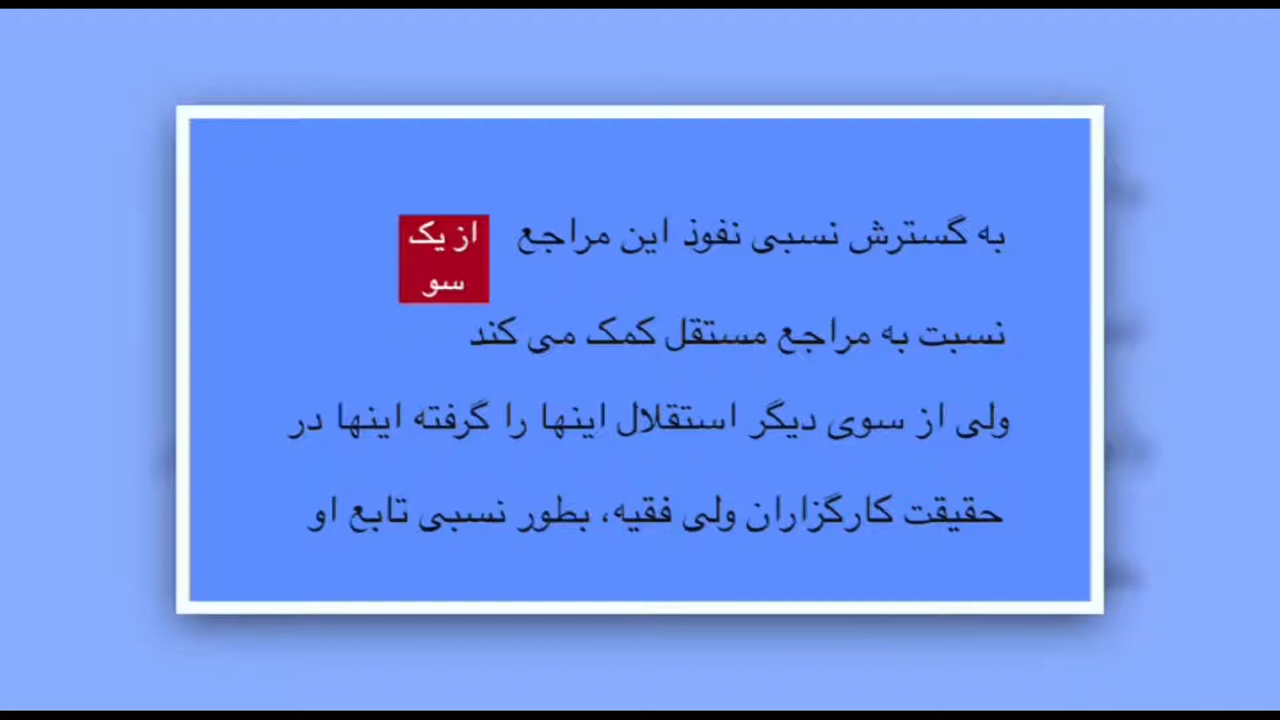 به گسترش نسبی نفوذ این مراجع از یک
سو
نسبت به مراجع مستقل کمک می کند
ولی از سوی دیگر استقلال اینها را گرفته اینها در
حقیقت کارگزاران ولی فقیه، بطور نسبی تابع او